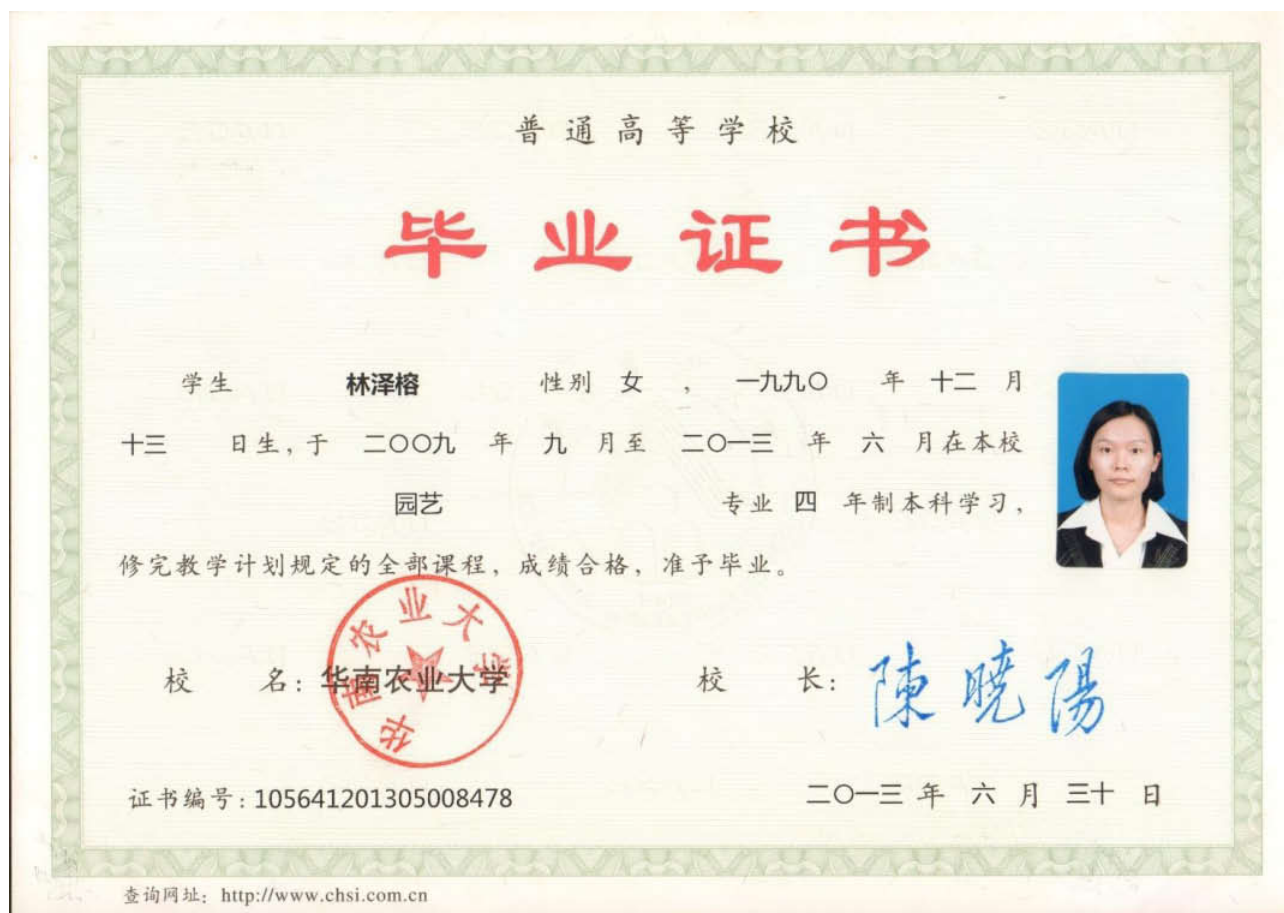 普通高等学校
毕业证书
学生 林泽榕 性别 女 , 一九九〇 年 十二 月
十三 日生,于 二〇〇九 年 九 月至 二〇一三 年 六 月在本校
园艺 专业 四 年制本科学习,
修完教学计划规定的全部课程,成绩合格,准予毕业。
华南农业大学
校 名:华南农业大学 校 长:陳曉陽
证书编号:105641201305008478 二〇一三 年 六 月 三十 日
查询网址:http://www.chsi.com.cn